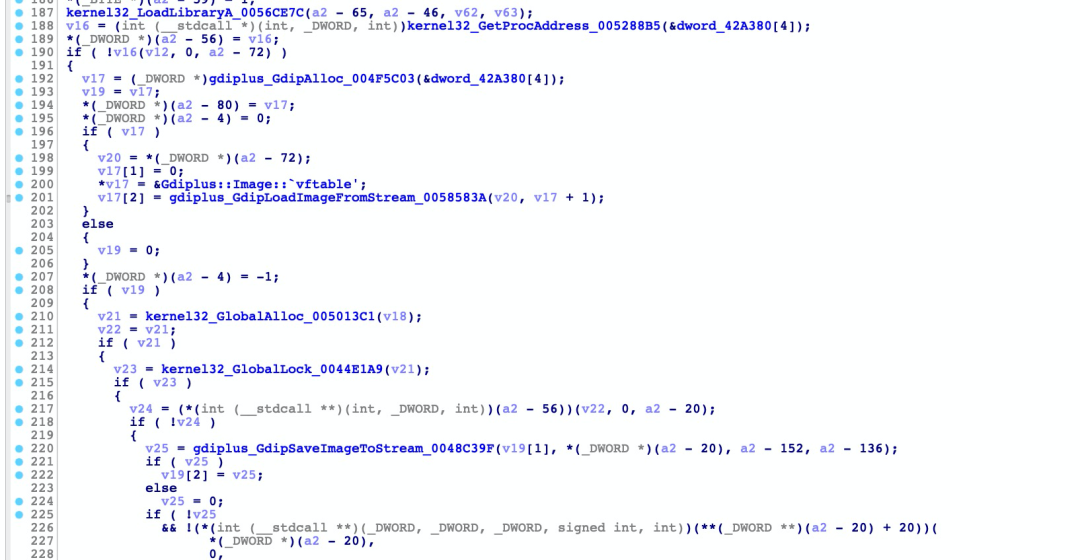 187 kernel32_LoadLibraryA_0056CE7C(a2 - 65, a2 - 46, v62, v63);
188 v16 = (int (__stdcall *)(int, _DWORD, int))kernel32_GetProcAddress_005288B5(&dword_42A380[4]);
189 *(_DWORD *)(a2 - 56) = v16;
190 if ( !v16(v12, 0, a2 - 72) )
191 {
192 v17 = (_DWORD *)gdiplus_GdipAlloc_004F5C03(&dword_42A380[4]);
193 v19 = v17;
194 *(_DWORD *)(a2 - 80) = v17;
195 *(_DWORD *)(a2 - 4) = 0;
196 if ( v17 )
197 {
198 v20 = *(_DWORD *)(a2 - 72);
199 v17[1] = 0;
200 *v17 = &Gdiplus::Image::`vftable';
201 v17[2] = gdiplus_GdipLoadImageFromStream_0058583A(v20, v17 + 1);
202 }
203 else
204 {
205 v19 = 0;
206 }
207 *(_DWORD *)(a2 - 4) = -1;
208 if ( v19 )
209 {
210 v21 = kernel32_GlobalAlloc_005013C1(v18);
211 v22 = v21;
212 if ( v21 )
213 {
214 v23 = kernel32_GlobalLock_0044E1A9(v21);
215 if ( v23 )
216 {
217 v24 = (*(int (__stdcall **)(int, _DWORD, int))(a2 - 56))(v22, 0, a2 - 20);
218 if ( !v24 )
219 {
220 v25 = gdiplus_GdipSaveImageToStream_0048C39F(v19[1], *(_DWORD *)(a2 - 20), a2 - 152, a2 - 136);
221 if ( v25 )
222 v19[2] = v25;
223 else
224 v25 = 0;
225 if ( !v25
226 && !(*(int (__stdcall **)(_DWORD, _DWORD, _DWORD, signed int, int))(**(_DWORD **)(a2 - 20) + 20))(
227 *(_DWORD *)(a2 - 20),
228 0,